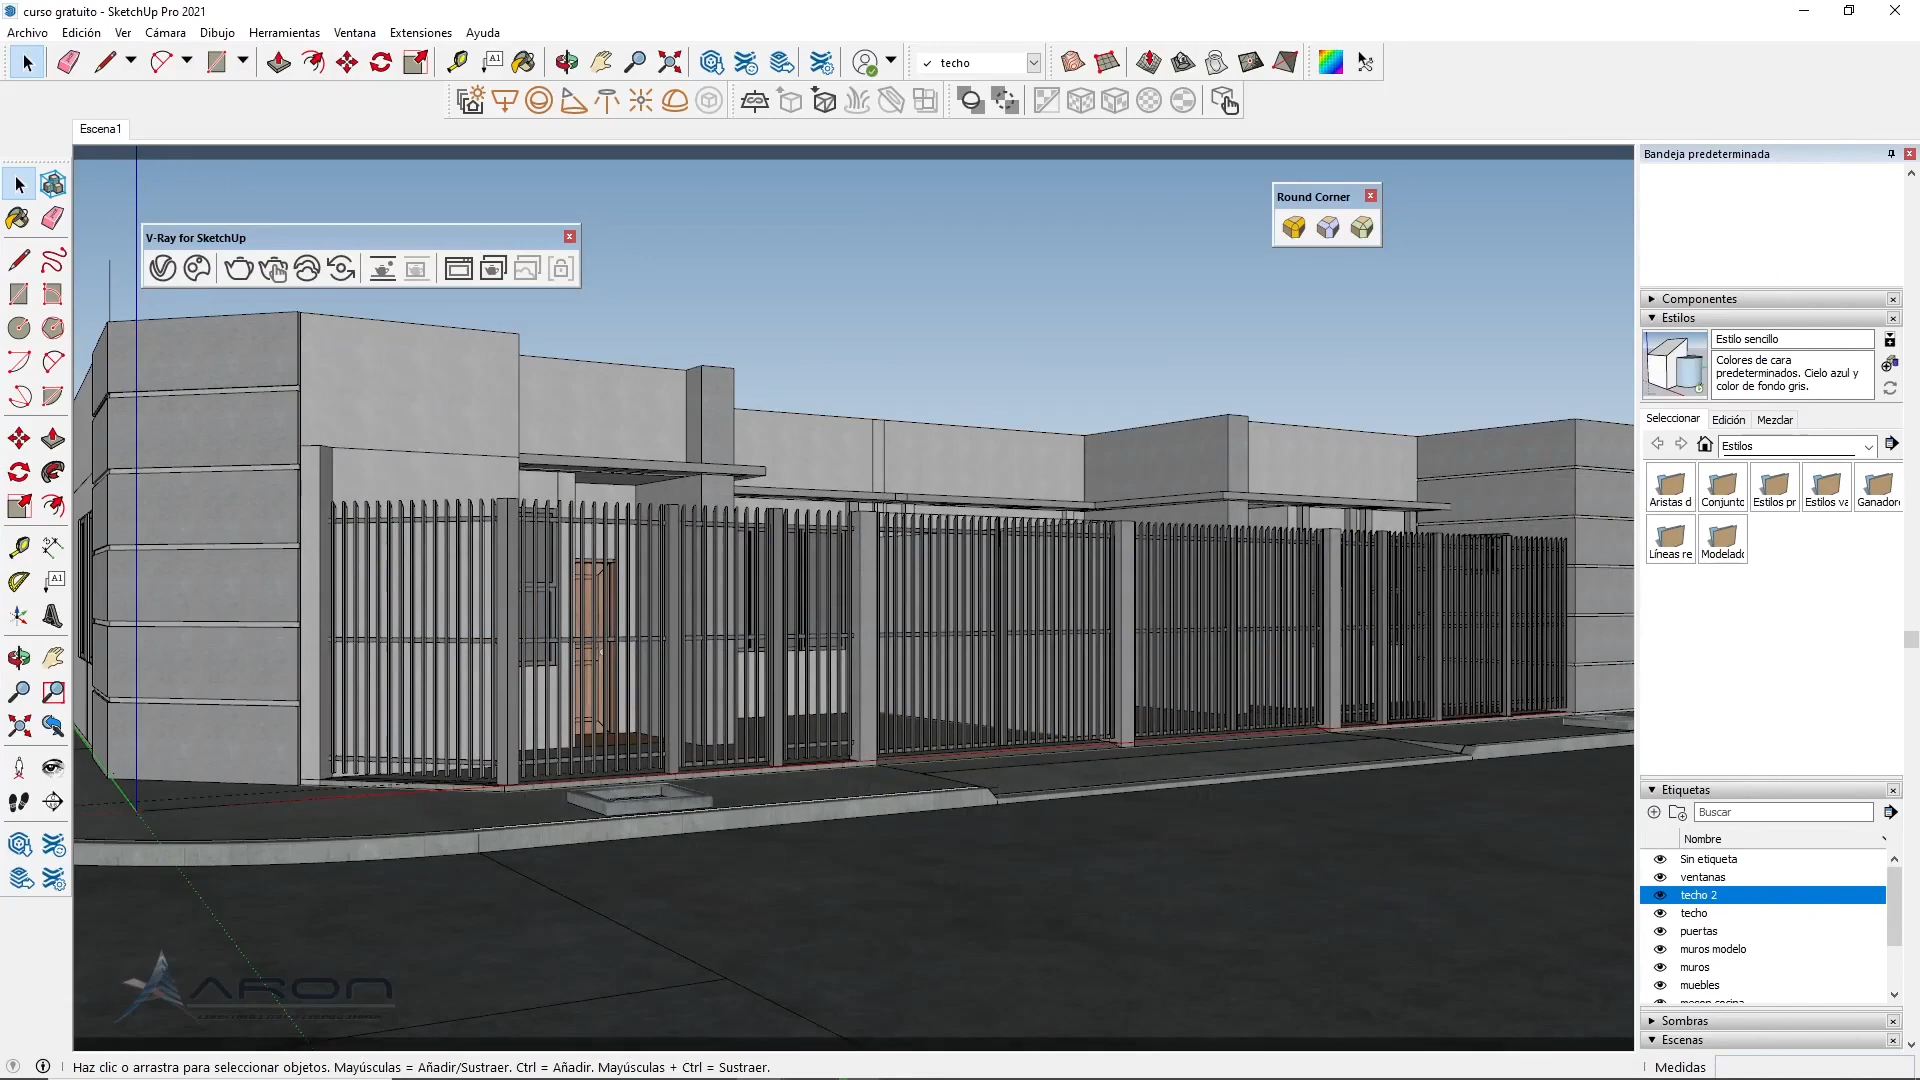 curso gratuito - SketchUp Pro 2021
Archivo Edición Ver Cámara Dibujo Herramientas Ventana Extensiones Ayuda
A1
✓ techo
Escena1
Bandeja predeterminada
Round Corner
V-Ray for SketchUp
Componentes
Estilos
Estilo sencillo
Colores de cara
predeterminados. Cielo azul y
color de fondo gris.
Seleccionar Edición Mezclar
Estilos
Aristas d Conjunto Estilos pr Estilos va Ganadore
Líneas re Modelado
A1
Etiquetas
Buscar
Nombre
Sin etiqueta
ventanas
techo 2
techo
puertas
muros modelo
muros
muebles
ARON
Sombras
Escenas
Haz clic o arrastra para seleccionar objetos. Mayúsculas = Añadir/Sustraer. Ctrl = Añadir. Mayúsculas + Ctrl = Sustraer.
Medidas